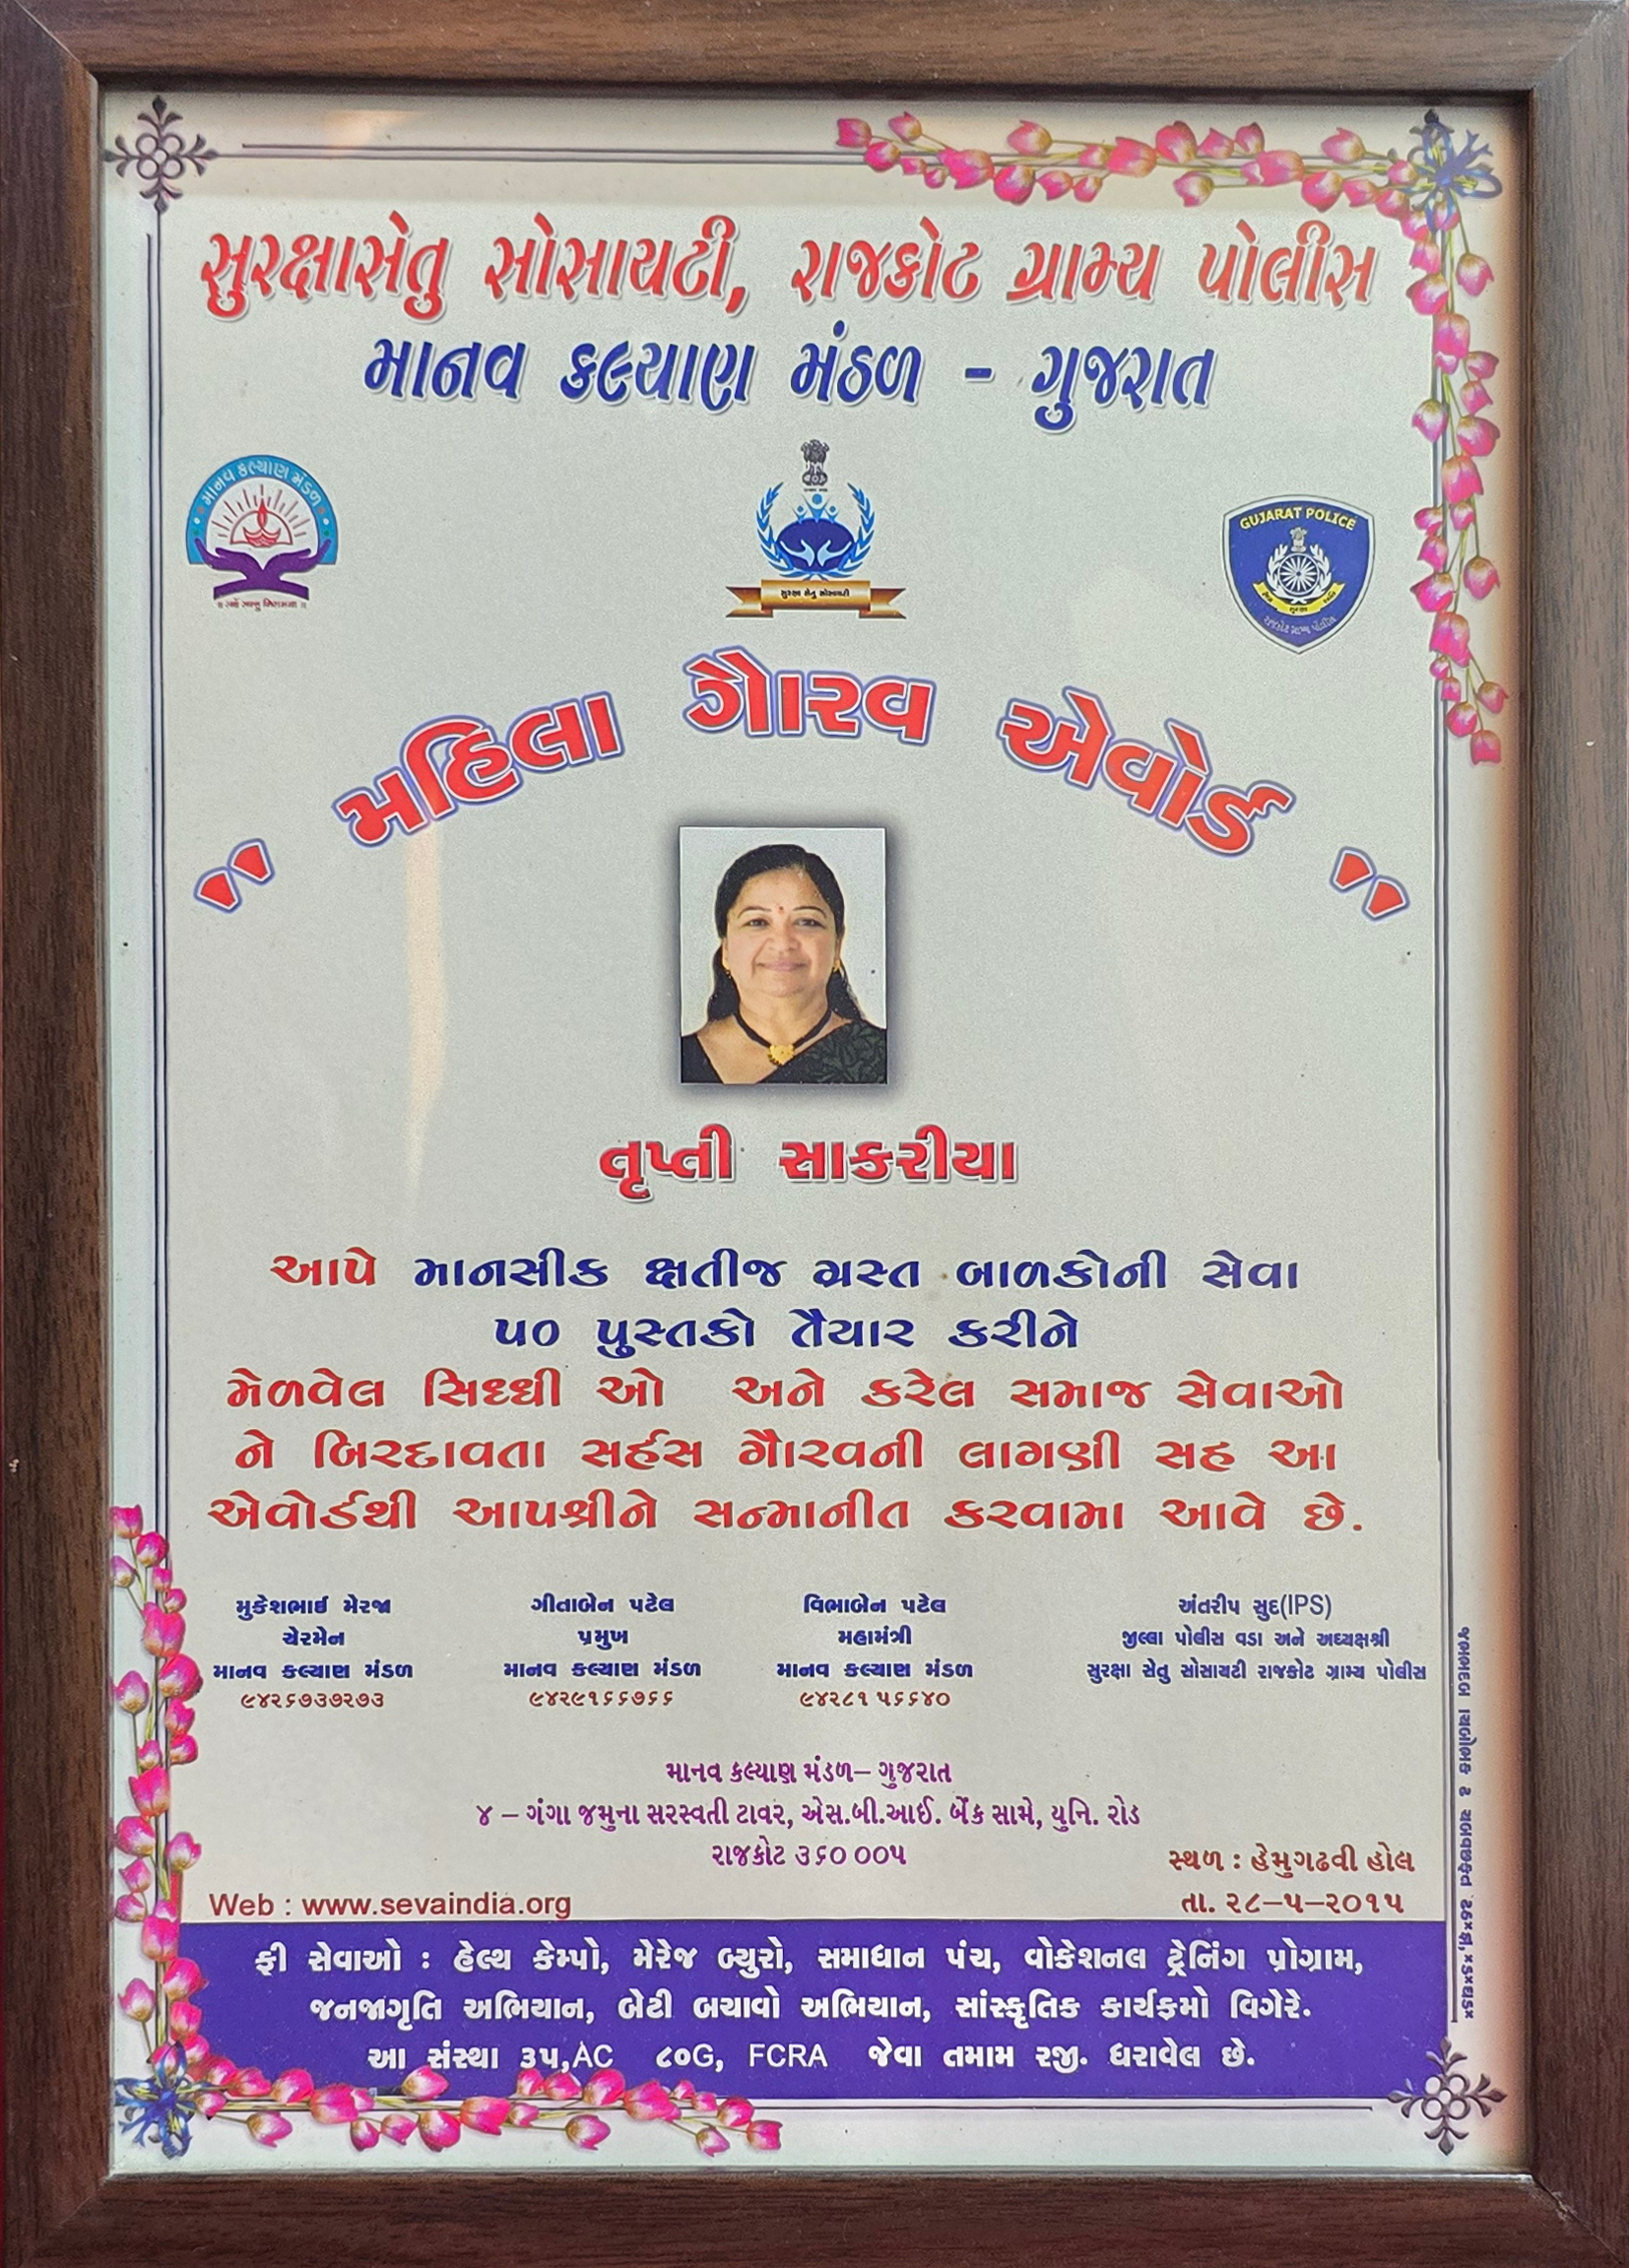 સુરક્ષાસેતુ સોસાયટી, રાજકોટ ગ્રામ્ય પોલીસ
માનવ કલ્યાણ મંડળ - ગુજરાત
માનવ કલ્યાણ મંડળ
સુરક્ષા સેતુ સોસાયટી
GUJARAT POLICE
સુરક્ષા
રાજકોટ ગ્રામ્ય પોલીસ
"મહિલા ગૌરવ એવોર્ડ"
તૃપ્તી સાકરીયા
આપે માનસીક ક્ષતીજ ગ્રસ્ત બાળકોની સેવા
૫૦ પુસ્તકો તૈયાર કરીને
મેળવેલ સિધ્ધી ઓ અને કરેલ સમાજ સેવાઓ
ને બિરદાવતા સર્હસ ગૌરવની લાગણી સહ આ
એવોર્ડથી આપશ્રીને સન્માનીત કરવામા આવે છે.
મુકેશભાઈ મેરજા
ચેરમેન
માનવ કલ્યાણ મંડળ
૯૪૨૬૭૩૭૨૭૩
ગીતાબેન પટેલ
પ્રમુખ
માનવ કલ્યાણ મંડળ
૯૪૨૯૧૬૬૭૬૬
વિભાબેન પટેલ
મહામંત્રી
માનવ કલ્યાણ મંડળ
૯૪૨૮૧ ૫૬૬૪૦
અંતરીપ સુદ(IPS)
જીલ્લા પોલીસ વડા અને અધ્યક્ષશ્રી
સુરક્ષા સેતુ સોસાયટી રાજકોટ ગ્રામ્ય પોલીસ
માનવ કલ્યાણ મંડળ– ગુજરાત
૪ – ગંગા જમુના સરસ્વતી ટાવર, એસ.બી.આઈ. બેંક સામે, યુનિ. રોડ
રાજકોટ ૩૬૦ ૦૦૫
સ્થળ : હેમુગઢવી હોલ
Web : www.sevaindia.org
તા. ૨૮–૫–૨૦૧૫
ફ્રી સેવાઓ : હેલ્થ કેમ્પો, મેરેજ બ્યુરો, સમાધાન પંચ, વોકેશનલ ટ્રેનિંગ પ્રોગ્રામ,
જનજાગૃતિ અભિયાન, બેટી બચાવો અભિયાન, સાંસ્કૃતિક કાર્યક્રમો વિગેરે.
આ સંસ્થા ૩૫,AC ૮૦G, FCRA જેવા તમામ રજી. ધરાવેલ છે.